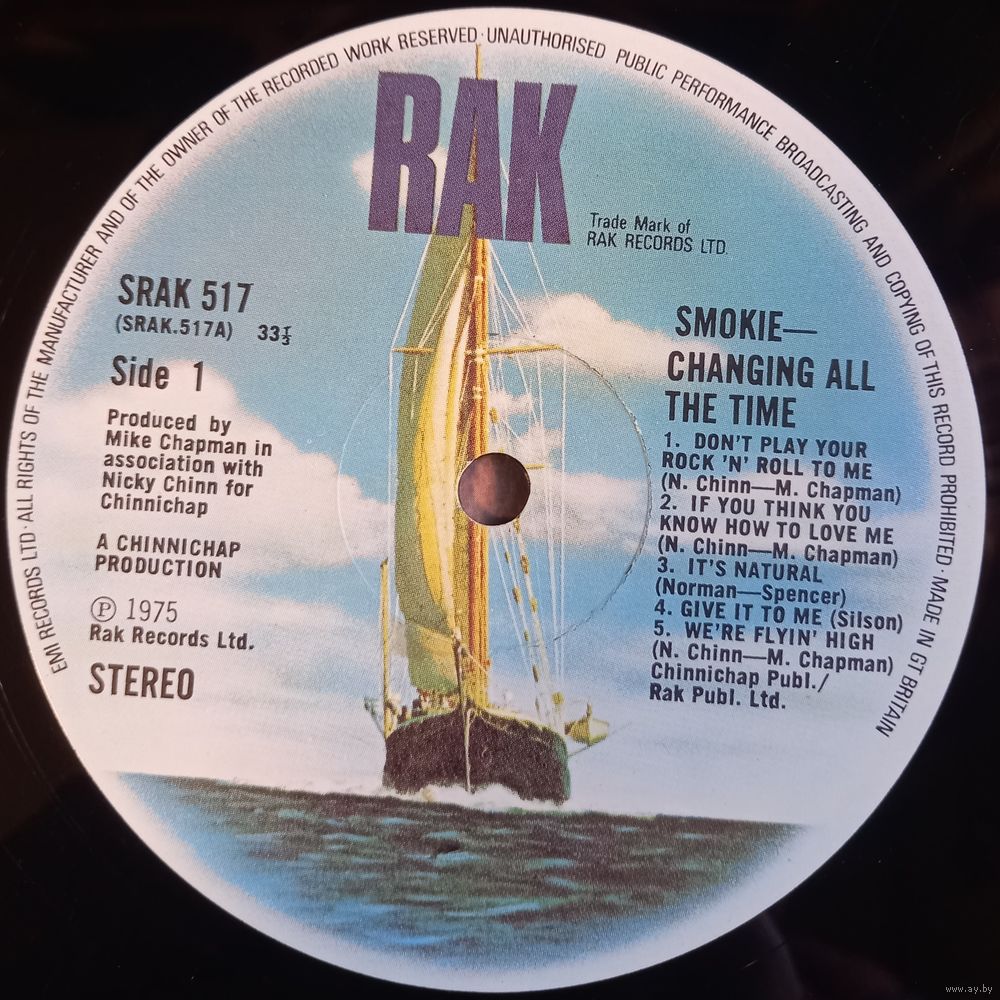 EMI RECORDS LTD · ALL RIGHTS OF THE MANUFACTURER AND OF THE OWNER OF THE RECORDED WORK RESERVED · UNAUTHORISED PUBLIC PERFORMANCE BROADCASTING AND COPYING OF THIS RECORD PROHIBITED · MADE IN GT BRITAIN
RAK
Trade Mark of
RAK RECORDS LTD.
SRAK 517
(SRAK.517A) 33⅓
Side 1
Produced by
Mike Chapman in
association with
Nicky Chinn for
Chinnichap
A CHINNICHAP
PRODUCTION
℗ 1975
Rak Records Ltd.
STEREO
SMOKIE—
CHANGING ALL
THE TIME
1. DON'T PLAY YOUR
ROCK 'N' ROLL TO ME
(N. Chinn—M. Chapman)
2. IF YOU THINK YOU
KNOW HOW TO LOVE ME
(N. Chinn—M. Chapman)
3. IT'S NATURAL
(Norman—Spencer)
4. GIVE IT TO ME (Silson)
5. WE'RE FLYIN' HIGH
(N. Chinn—M. Chapman)
Chinnichap Publ./
Rak Publ. Ltd.
www.ay.by